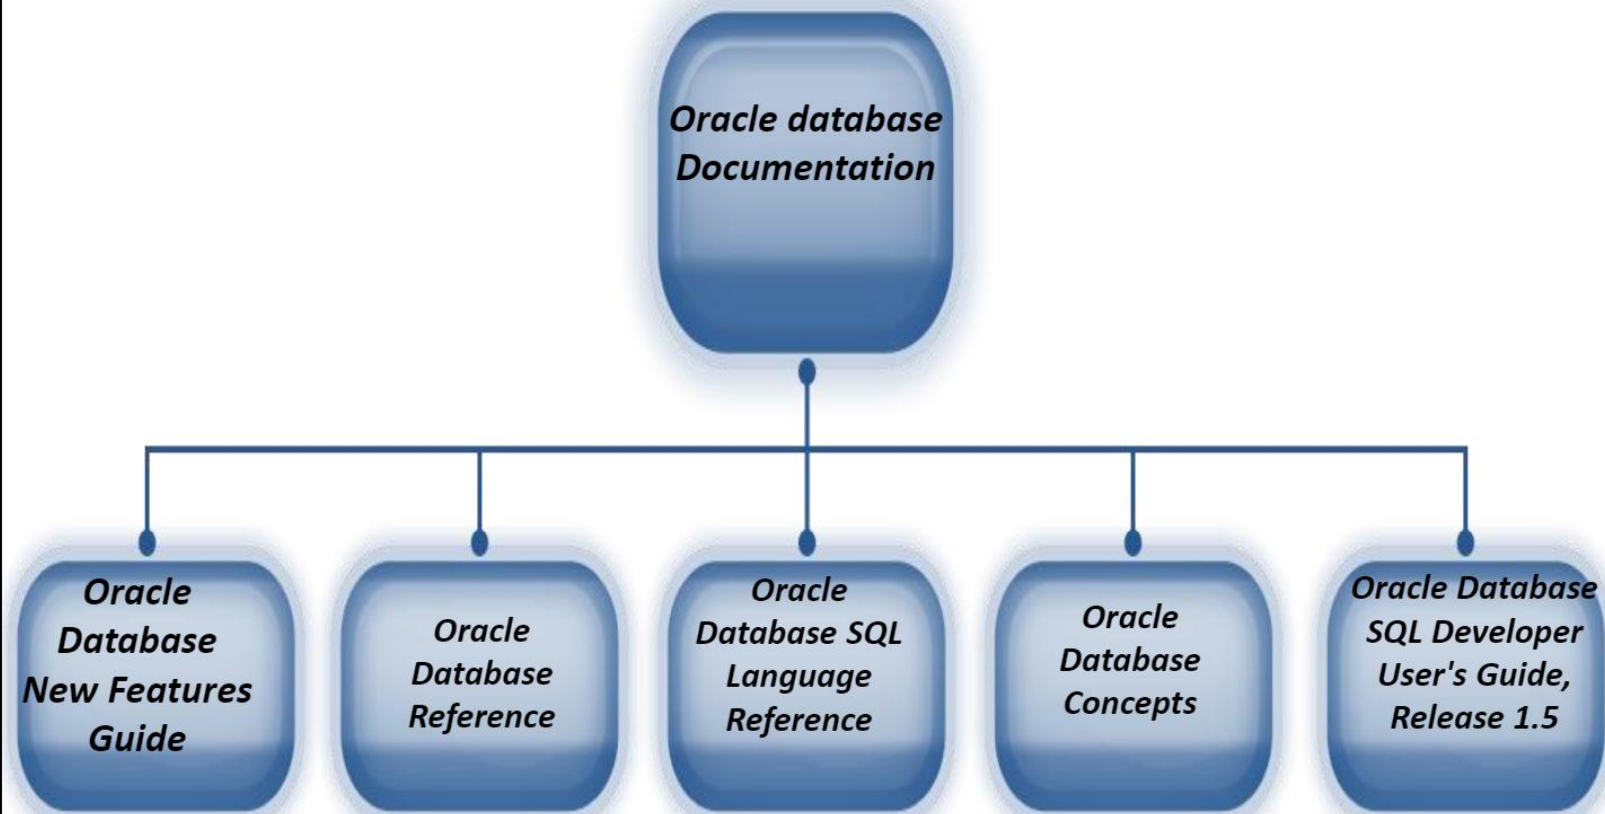 Oracle database
Documentation
Oracle
Database
New Features
Guide
Oracle
Database
Reference
Oracle
Database SQL
Language
Reference
Oracle
Database
Concepts
Oracle Database
SQL Developer
User's Guide,
Release 1.5